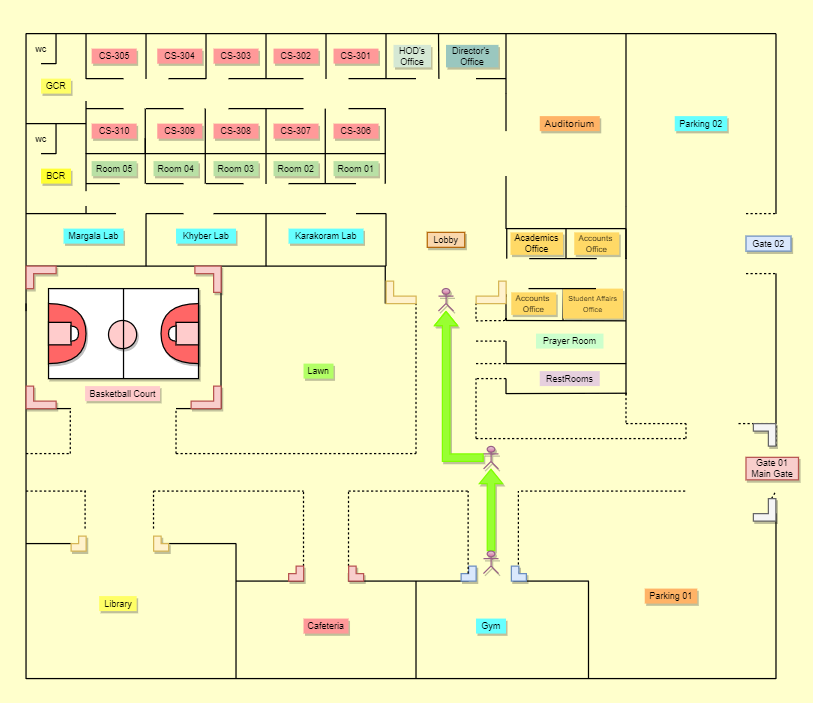 wc
CS-305
CS-304
CS-303
CS-302
CS-301
HOD's
Office
Director's
Office
GCR
Auditorium
Parking 02
wc
CS-310
CS-309
CS-308
CS-307
CS-306
BCR
Room 05
Room 04
Room 03
Room 02
Room 01
Margala Lab
Khyber Lab
Karakoram Lab
Lobby
Academics
Office
Accounts
Office
Gate 02
Accounts
Office
Student Affairs
Office
Prayer Room
Lawn
RestRooms
Basketball Court
Gate 01
Main Gate
Library
Cafeteria
Gym
Parking 01